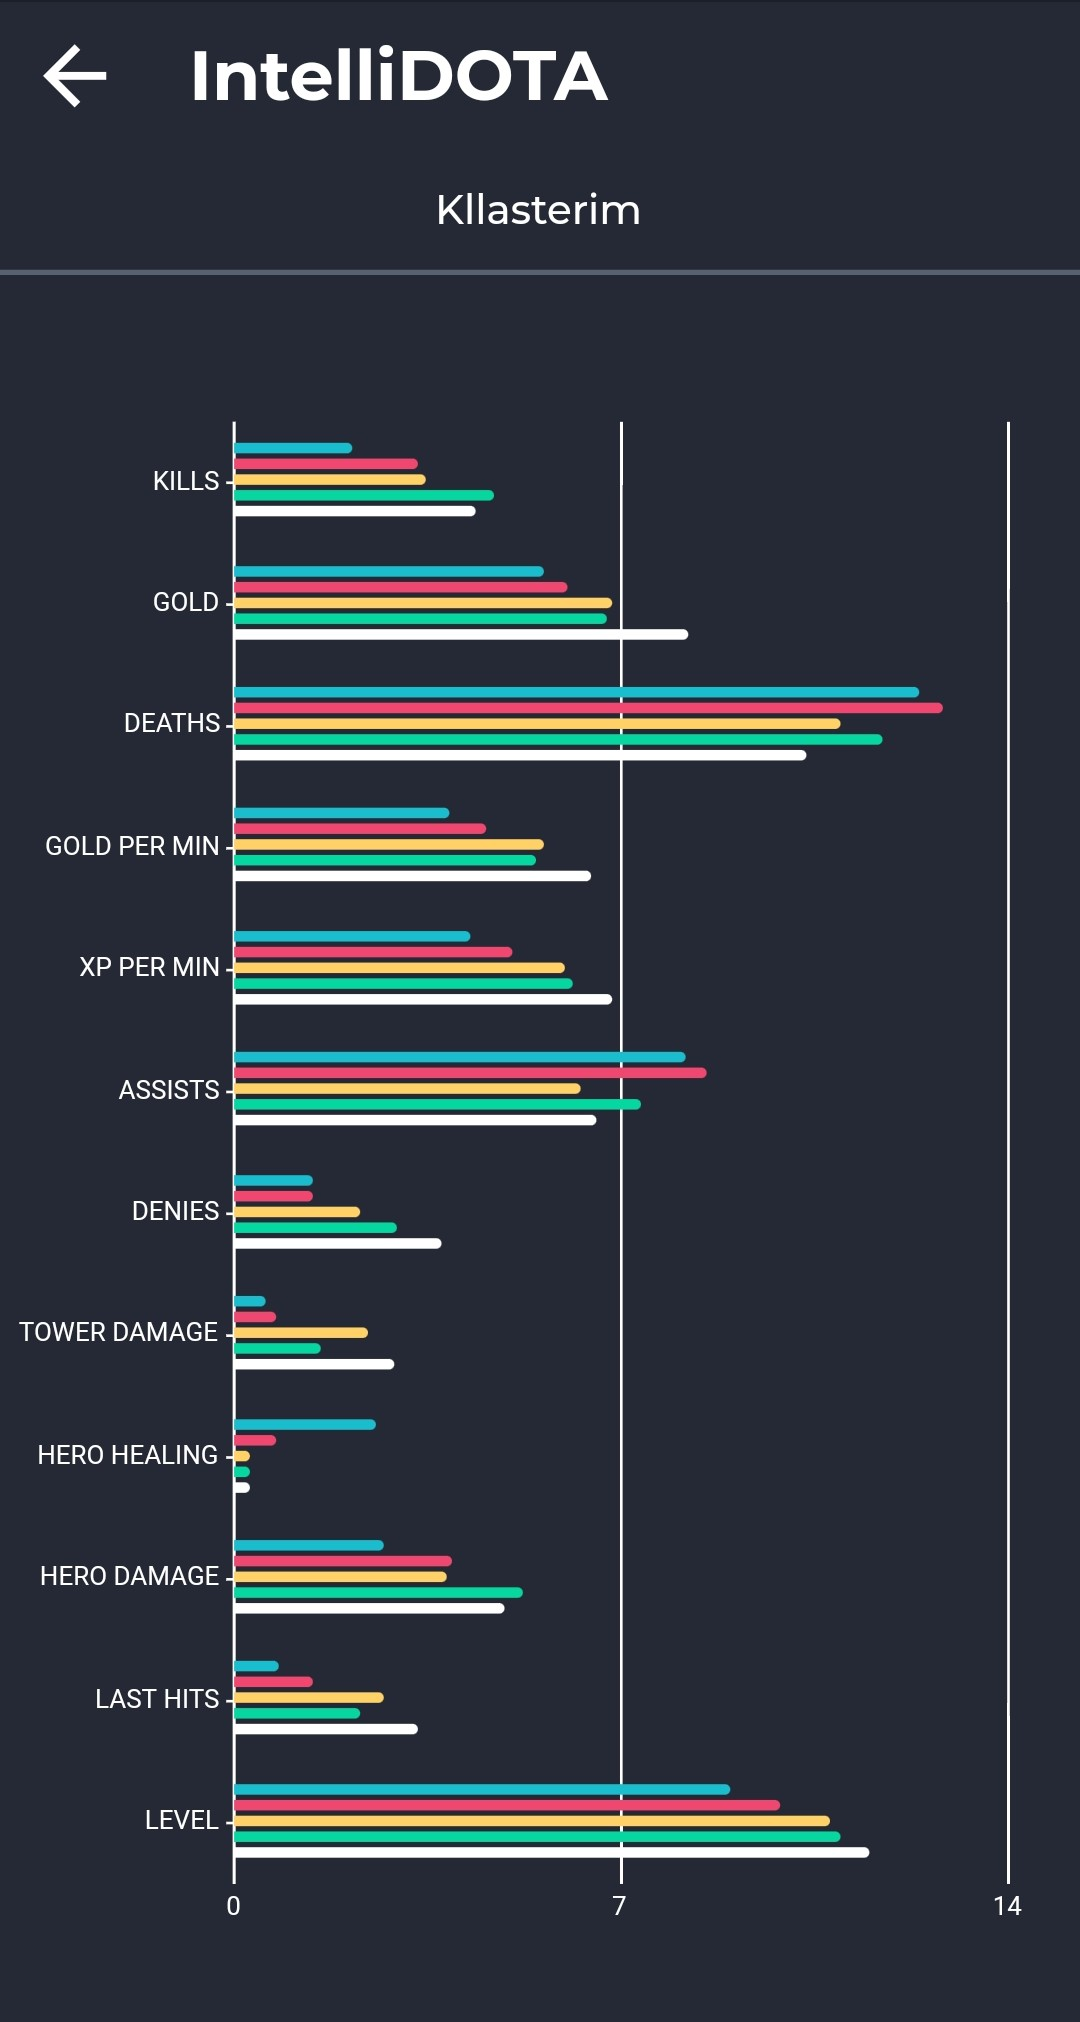 IntelliDOTA
Kllasterim
KILLS
GOLD
DEATHS
GOLD PER MIN
XP PER MIN
ASSISTS
DENIES
TOWER DAMAGE
HERO HEALING
HERO DAMAGE
LAST HITS
LEVEL
0 7 14